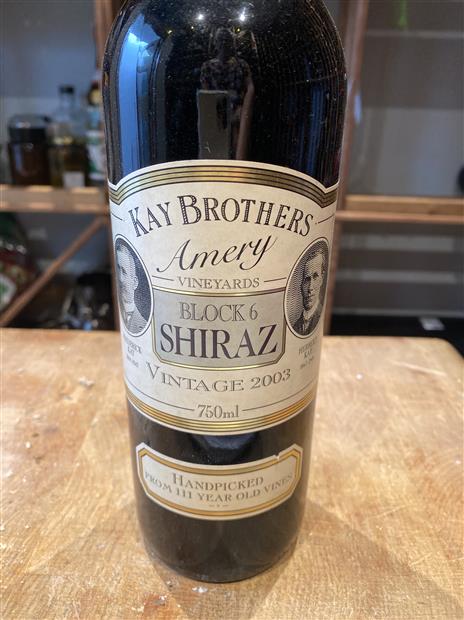 KAY BROTHERS
Amery
VINEYARDS
BLOCK 6
SHIRAZ
VINTAGE 2003
750ml
HANDPICKED
FROM 111 YEAR OLD VINES